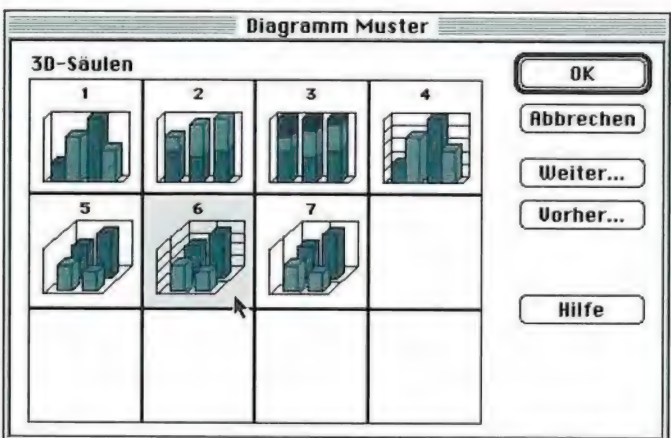 Diagramm Muster
3D-Säulen
1 2 3 4
5 6 7
OK
Abbrechen
Weiter...
Vorher...
Hilfe